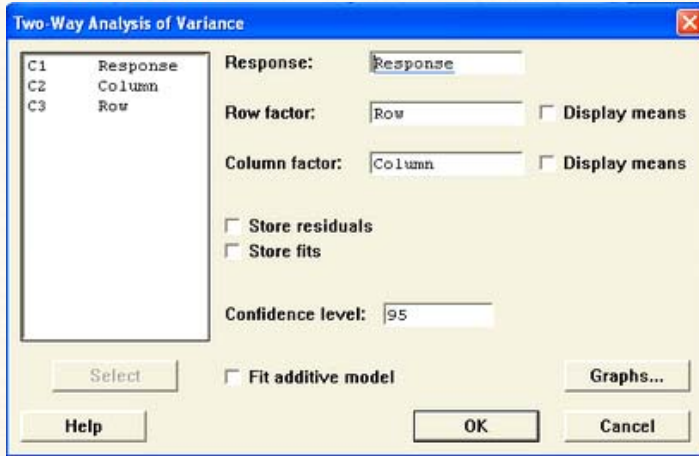 Two-Way Analysis of Variance
C1 Response
C2 Column
C3 Row
Response: Response
Row factor: Row Display means
Column factor: Column Display means
Store residuals
Store fits
Confidence level: 95
Select Fit additive model Graphs...
Help OK Cancel